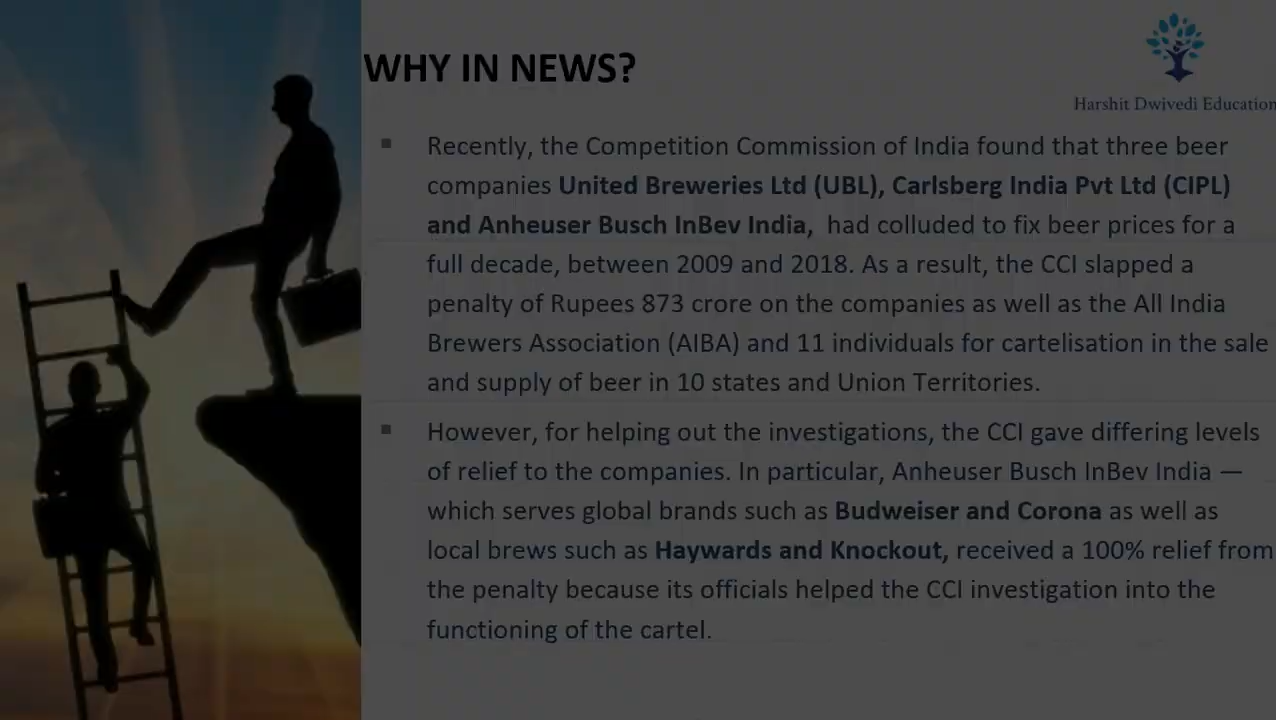 WHY IN NEWS?
Harshit Dwivedi Education
▪ Recently, the Competition Commission of India found that three beer
companies United Breweries Ltd (UBL), Carlsberg India Pvt Ltd (CIPL)
and Anheuser Busch InBev India, had colluded to fix beer prices for a
full decade, between 2009 and 2018. As a result, the CCI slapped a
penalty of Rupees 873 crore on the companies as well as the All India
Brewers Association (AIBA) and 11 individuals for cartelisation in the sale
and supply of beer in 10 states and Union Territories.
▪ However, for helping out the investigations, the CCI gave differing levels
of relief to the companies. In particular, Anheuser Busch InBev India —
which serves global brands such as Budweiser and Corona as well as
local brews such as Haywards and Knockout, received a 100% relief from
the penalty because its officials helped the CCI investigation into the
functioning of the cartel.